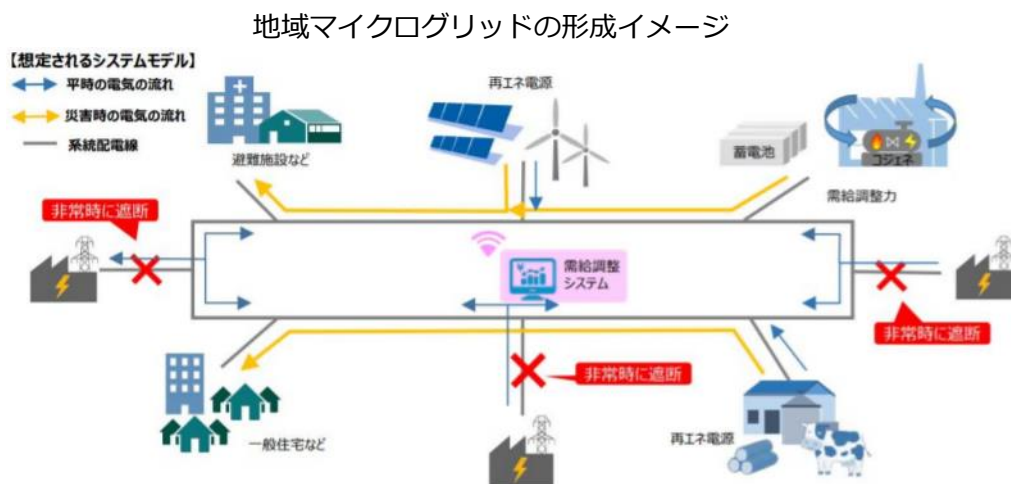 地域マイクログリッドの形成イメージ
【想定されるシステムモデル】
平時の電気の流れ
災害時の電気の流れ
系統配電線
避難施設など
再エネ電源
蓄電池
コジェネ
需給調整力
非常時に遮断
需給調整
システム
非常時に遮断
非常時に遮断
一般住宅など
再エネ電源